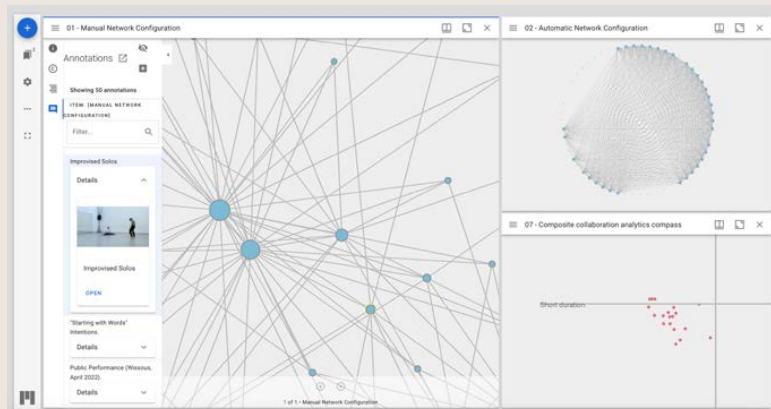 01 - Manual Network Configuration
Annotations
Showing 50 annotations
ITEM: [MANUAL NETWORK
CONFIGURATION]
Filter...
Improvised Solos
Details
Improvised Solos
OPEN
"Starting with Words"
Intentions.
Details
Public Performance (Wissous,
April 2022).
Details
1 of 1 • Manual Network Configuration
02 - Automatic Network Configuration
07 - Composite collaboration analytics compass
Short duration